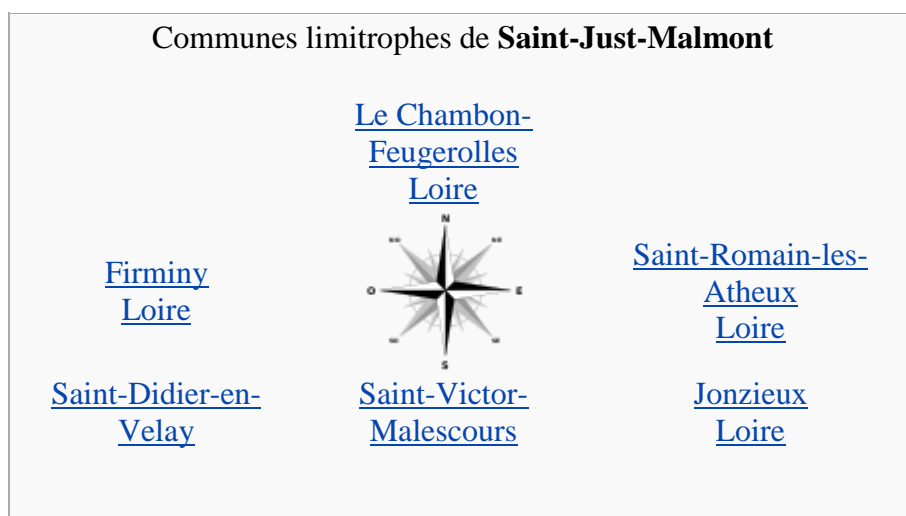 Communes limitrophes de Saint-Just-Malmont
Le Chambon-
Feugerolles
Loire
N
Firminy
Loire
O
E
Saint-Romain-les-
Atheux
Loire
S
Saint-Didier-en-
Velay
Saint-Victor-
Malescours
Jonzieux
Loire